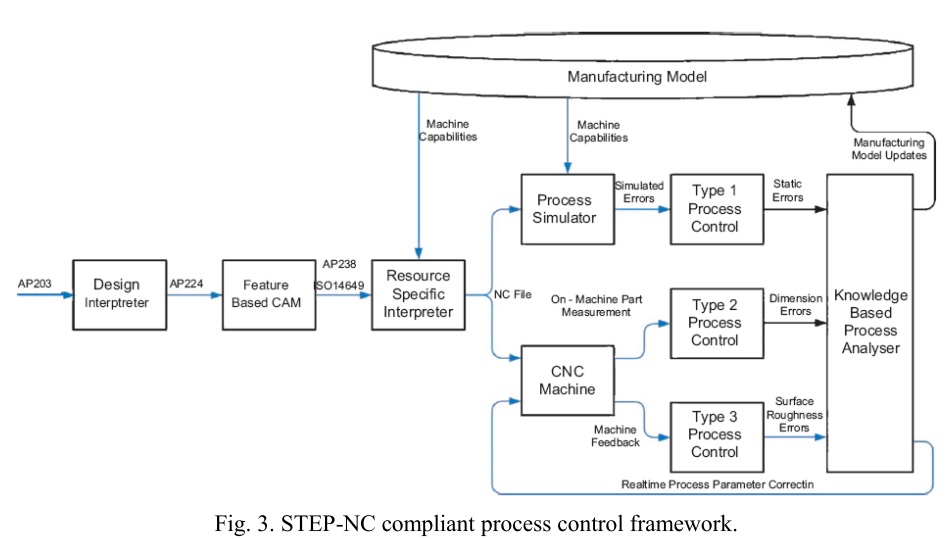 Manufacturing Model
Machine
Capabilities
Machine
Capabilities
Manufacturing
Model Updates
Process
Simulator
Simulated
Errors
Type 1
Process
Control
Static
Errors
AP203
Design
Interptreter
AP224
Feature
Based CAM
AP238
ISO14649
Resource
Specific
Interpreter
NC File
On - Machine Part
Measurement
Type 2
Process
Control
Dimension
Errors
Knowledge
Based
Process
Analyser
CNC
Machine
Machine
Feedback
Type 3
Process
Control
Surface
Roughness
Errors
Realtime Process Parameter Correctin
Fig. 3. STEP-NC compliant process control framework.